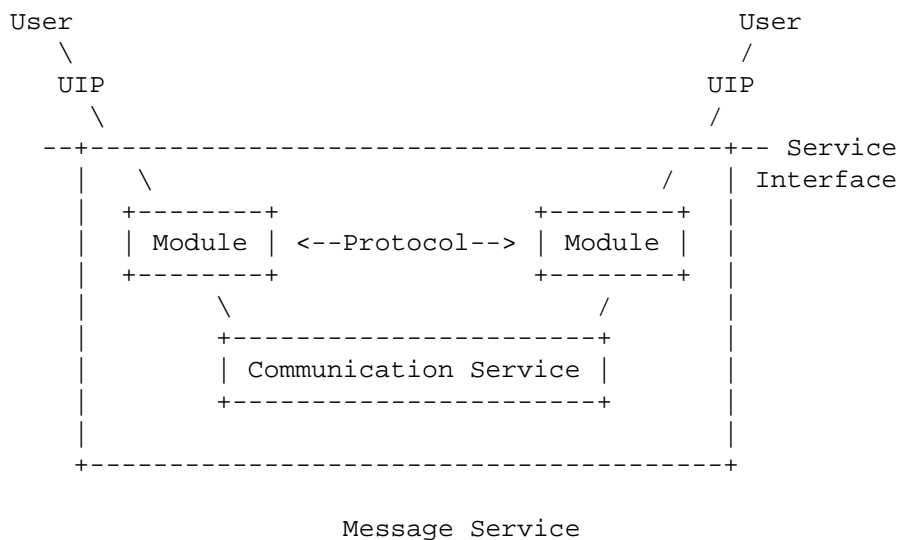 User User
UIP UIP
Service
Interface
Module <--Protocol--> Module
Communication Service
Message Service